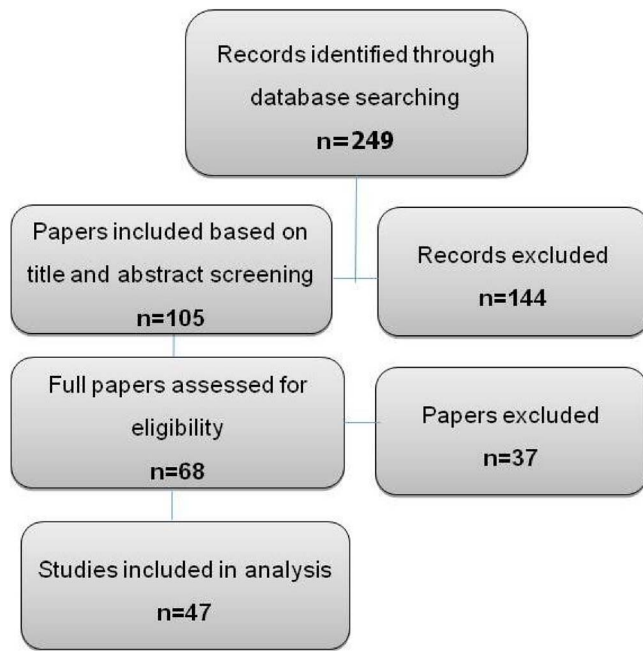 Records identified through
database searching
n=249
Papers included based on
title and abstract screening
n=105
Records excluded
n=144
Full papers assessed for
eligibility
n=68
Papers excluded
n=37
Studies included in analysis
n=47